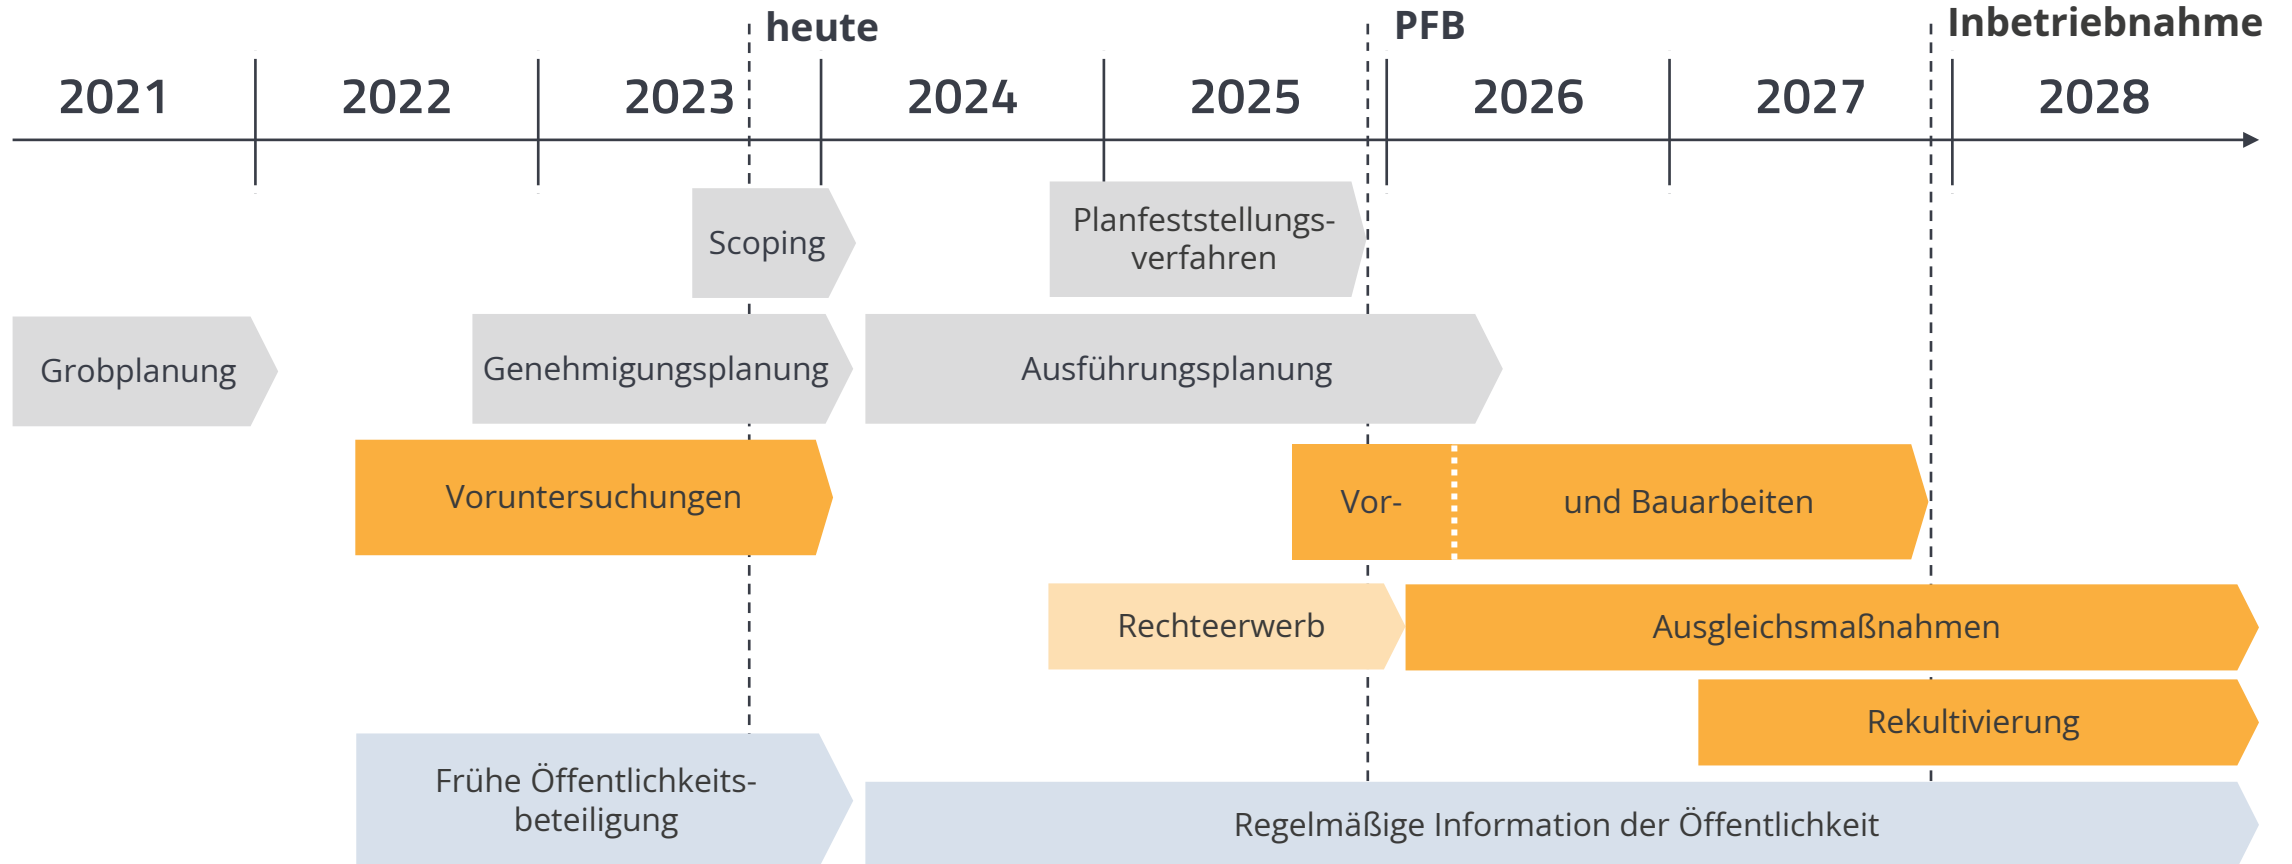 heute
PFB
Inbetriebnahme
2021
2022
2023
2024
2025
2026
2027
2028
Scoping
Planfeststellungs-
verfahren
Grobplanung
Genehmigungsplanung
Ausführungsplanung
Voruntersuchungen
Vor-
und Bauarbeiten
Rechteerwerb
Ausgleichsmaßnahmen
Rekultivierung
Frühe Öffentlichkeits-
beteiligung
Regelmäßige Information der Öffentlichkeit